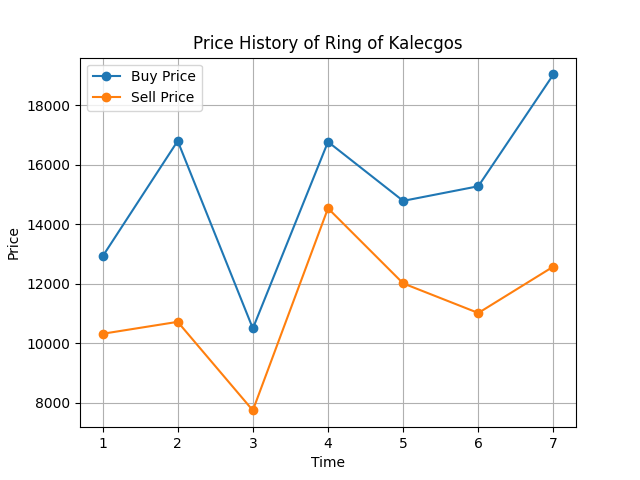 Price History of Ring of Kalecgos
Buy Price
Sell Price
Price
18000
16000
14000
12000
10000
8000
1 2 3 4 5 6 7
Time